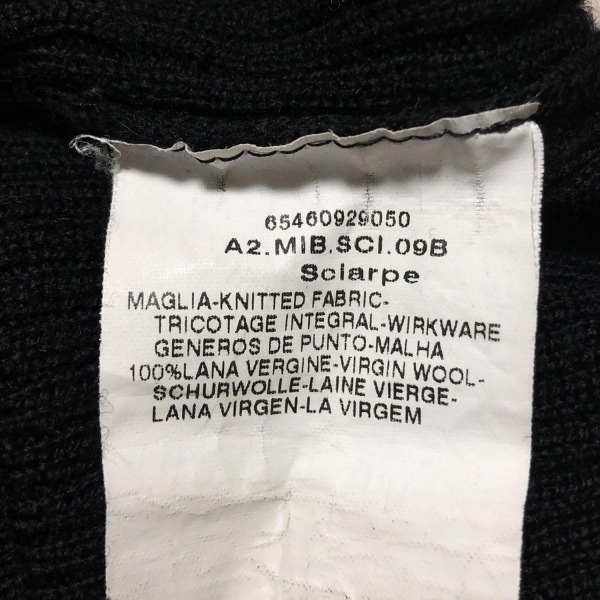 65460929050
A2.MIB.SCI.09B
Sciarpe
MAGLIA-KNITTED FABRIC-
TRICOTAGE INTEGRAL-WIRKWARE
GENEROS DE PUNTO-MALHA
100%LANA VERGINE-VIRGIN WOOL-
SCHURWOLLE-LAINE VIERGE-
LANA VIRGEN-LA VIRGEM